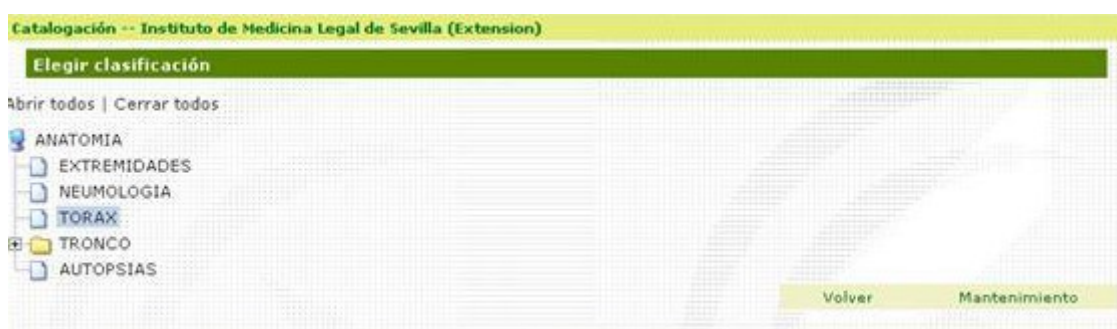 Catalogación -- Instituto de Medicina Legal de Sevilla (Extension)
Elegir clasificación
Abrir todos | Cerrar todos
ANATOMIA
EXTREMIDADES
NEUMOLOGIA
TORAX
TRONCO
AUTOPSIAS
Volver Mantenimiento